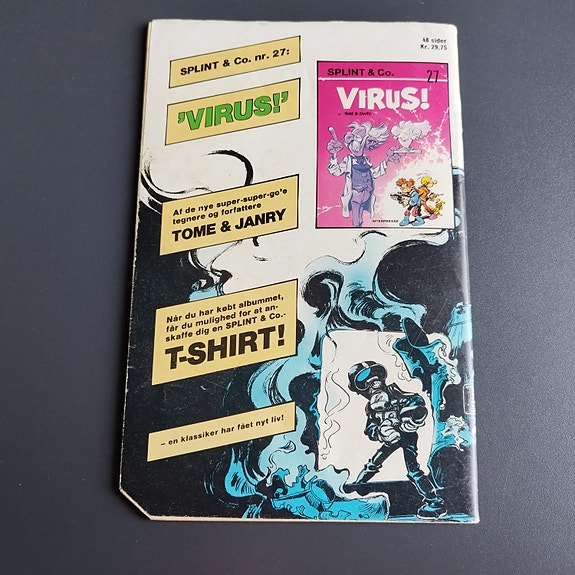 48 sider
Kr. 29,75
SPLINT & Co. nr. 27:
'VIRUS!'
SPLINT & Co.
27
VIRUS!
Af de nye super-super-go'e
tegnere og forfattere
TOME & JANRY
Når du har købt albummet,
får du mulighed for at an-
skaffe dig en SPLINT & Co.-
T-SHIRT!
– en klassiker har fået nyt liv!